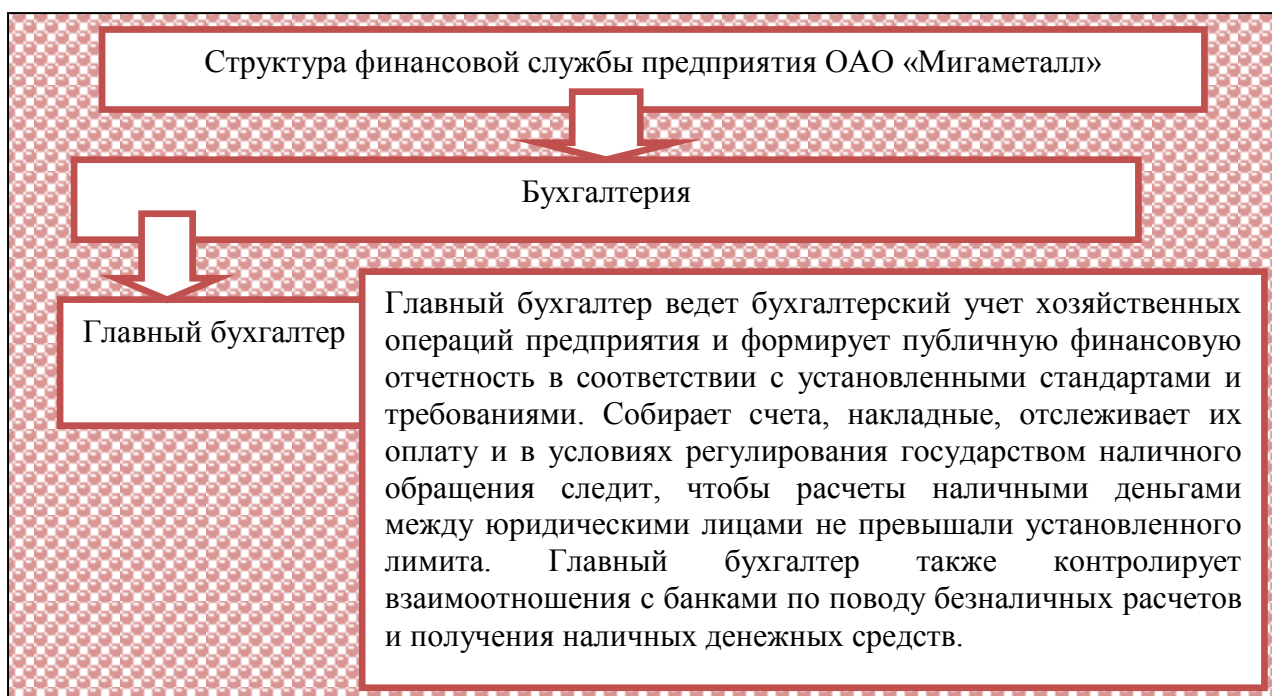 Структура финансовой службы предприятия ОАО «Мигаметалл»
Бухгалтерия
Главный бухгалтер
Главный бухгалтер ведет бухгалтерский учет хозяйственных
операций предприятия и формирует публичную финансовую
отчетность в соответствии с установленными стандартами и
требованиями. Собирает счета, накладные, отслеживает их
оплату и в условиях регулирования государством наличного
обращения следит, чтобы расчеты наличными деньгами
между юридическими лицами не превышали установленного
лимита. Главный бухгалтер также контролирует
взаимоотношения с банками по поводу безналичных расчетов
и получения наличных денежных средств.